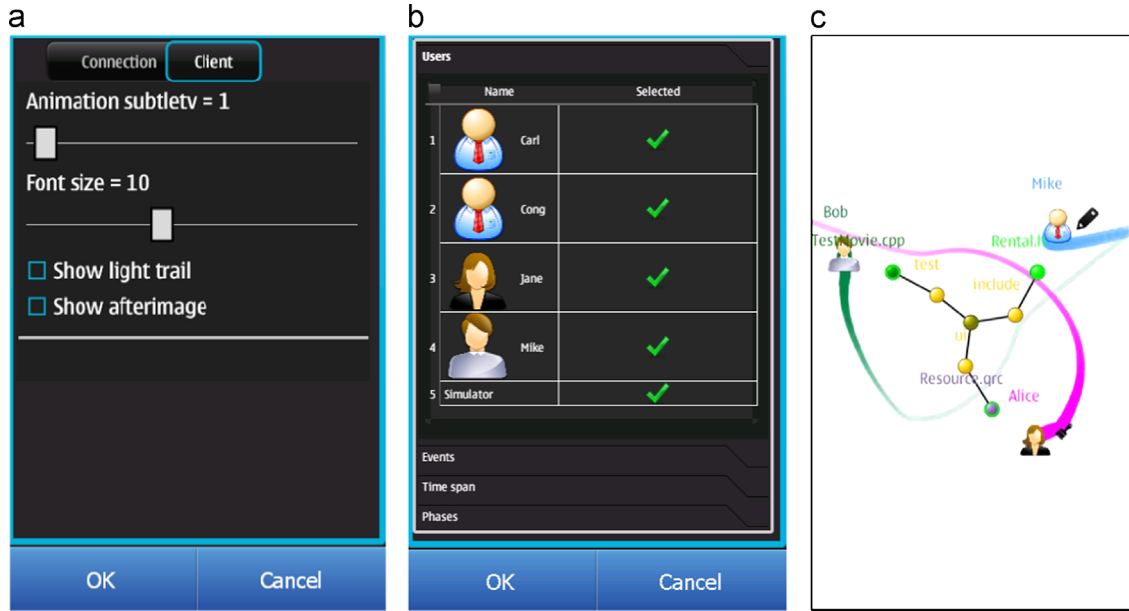 a
b
c
Connection
Client
Animation subtletv = 1
Font size = 10
Show light trail
Show afterimage
OK
Cancel
Users
Name
Selected
1
Carl
2
Cong
3
Jane
4
Mike
5
Simulator
Events
Time span
Phases
OK
Cancel
Mike
Bob
TestMovie.cpp
Rental.h
test
include
ui
Resource.qrc
Alice